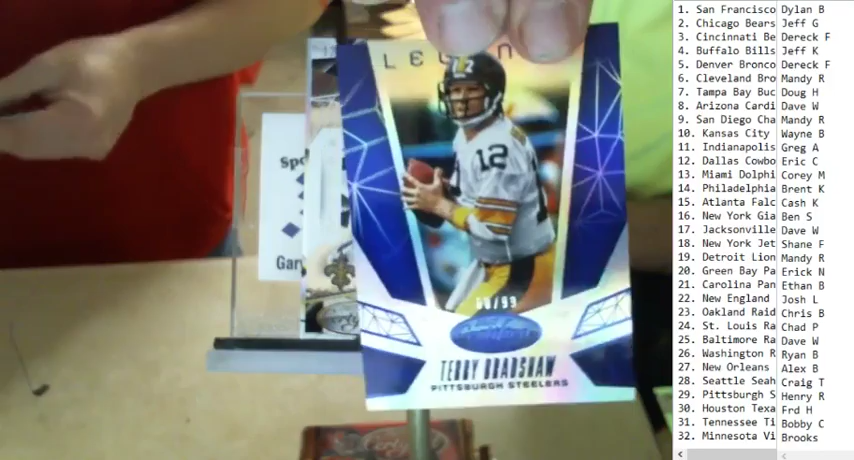 LEGEN
12
/99
TERRY BRADSHAW
PITTSBURGH STEELERS
Spo
Gar
1. San Francisco Dylan B
2. Chicago Bears Jeff G
3. Cincinnati Be Dereck F
4. Buffalo Bills Jeff K
5. Denver Bronco Dereck F
6. Cleveland Bro Mandy R
7. Tampa Bay Buc Doug H
8. Arizona Cardi Dave W
9. San Diego Cha Mandy R
10. Kansas City Wayne B
11. Indianapolis Greg A
12. Dallas Cowbo Eric C
13. Miami Dolphi Corey M
14. Philadelphia Brent K
15. Atlanta Falc Cash K
16. New York Gia Ben S
17. Jacksonville Dave W
18. New York Jet Shane F
19. Detroit Lion Mandy R
20. Green Bay Pa Erick N
21. Carolina Pan Ethan B
22. New England Josh L
23. Oakland Raid Chris B
24. St. Louis Ra Chad P
25. Baltimore Ra Dave W
26. Washington R Ryan B
27. New Orleans Alex B
28. Seattle Seah Craig T
29. Pittsburgh S Henry R
30. Houston Texa Frd H
31. Tennessee Ti Bobby C
32. Minnesota Vi Brooks